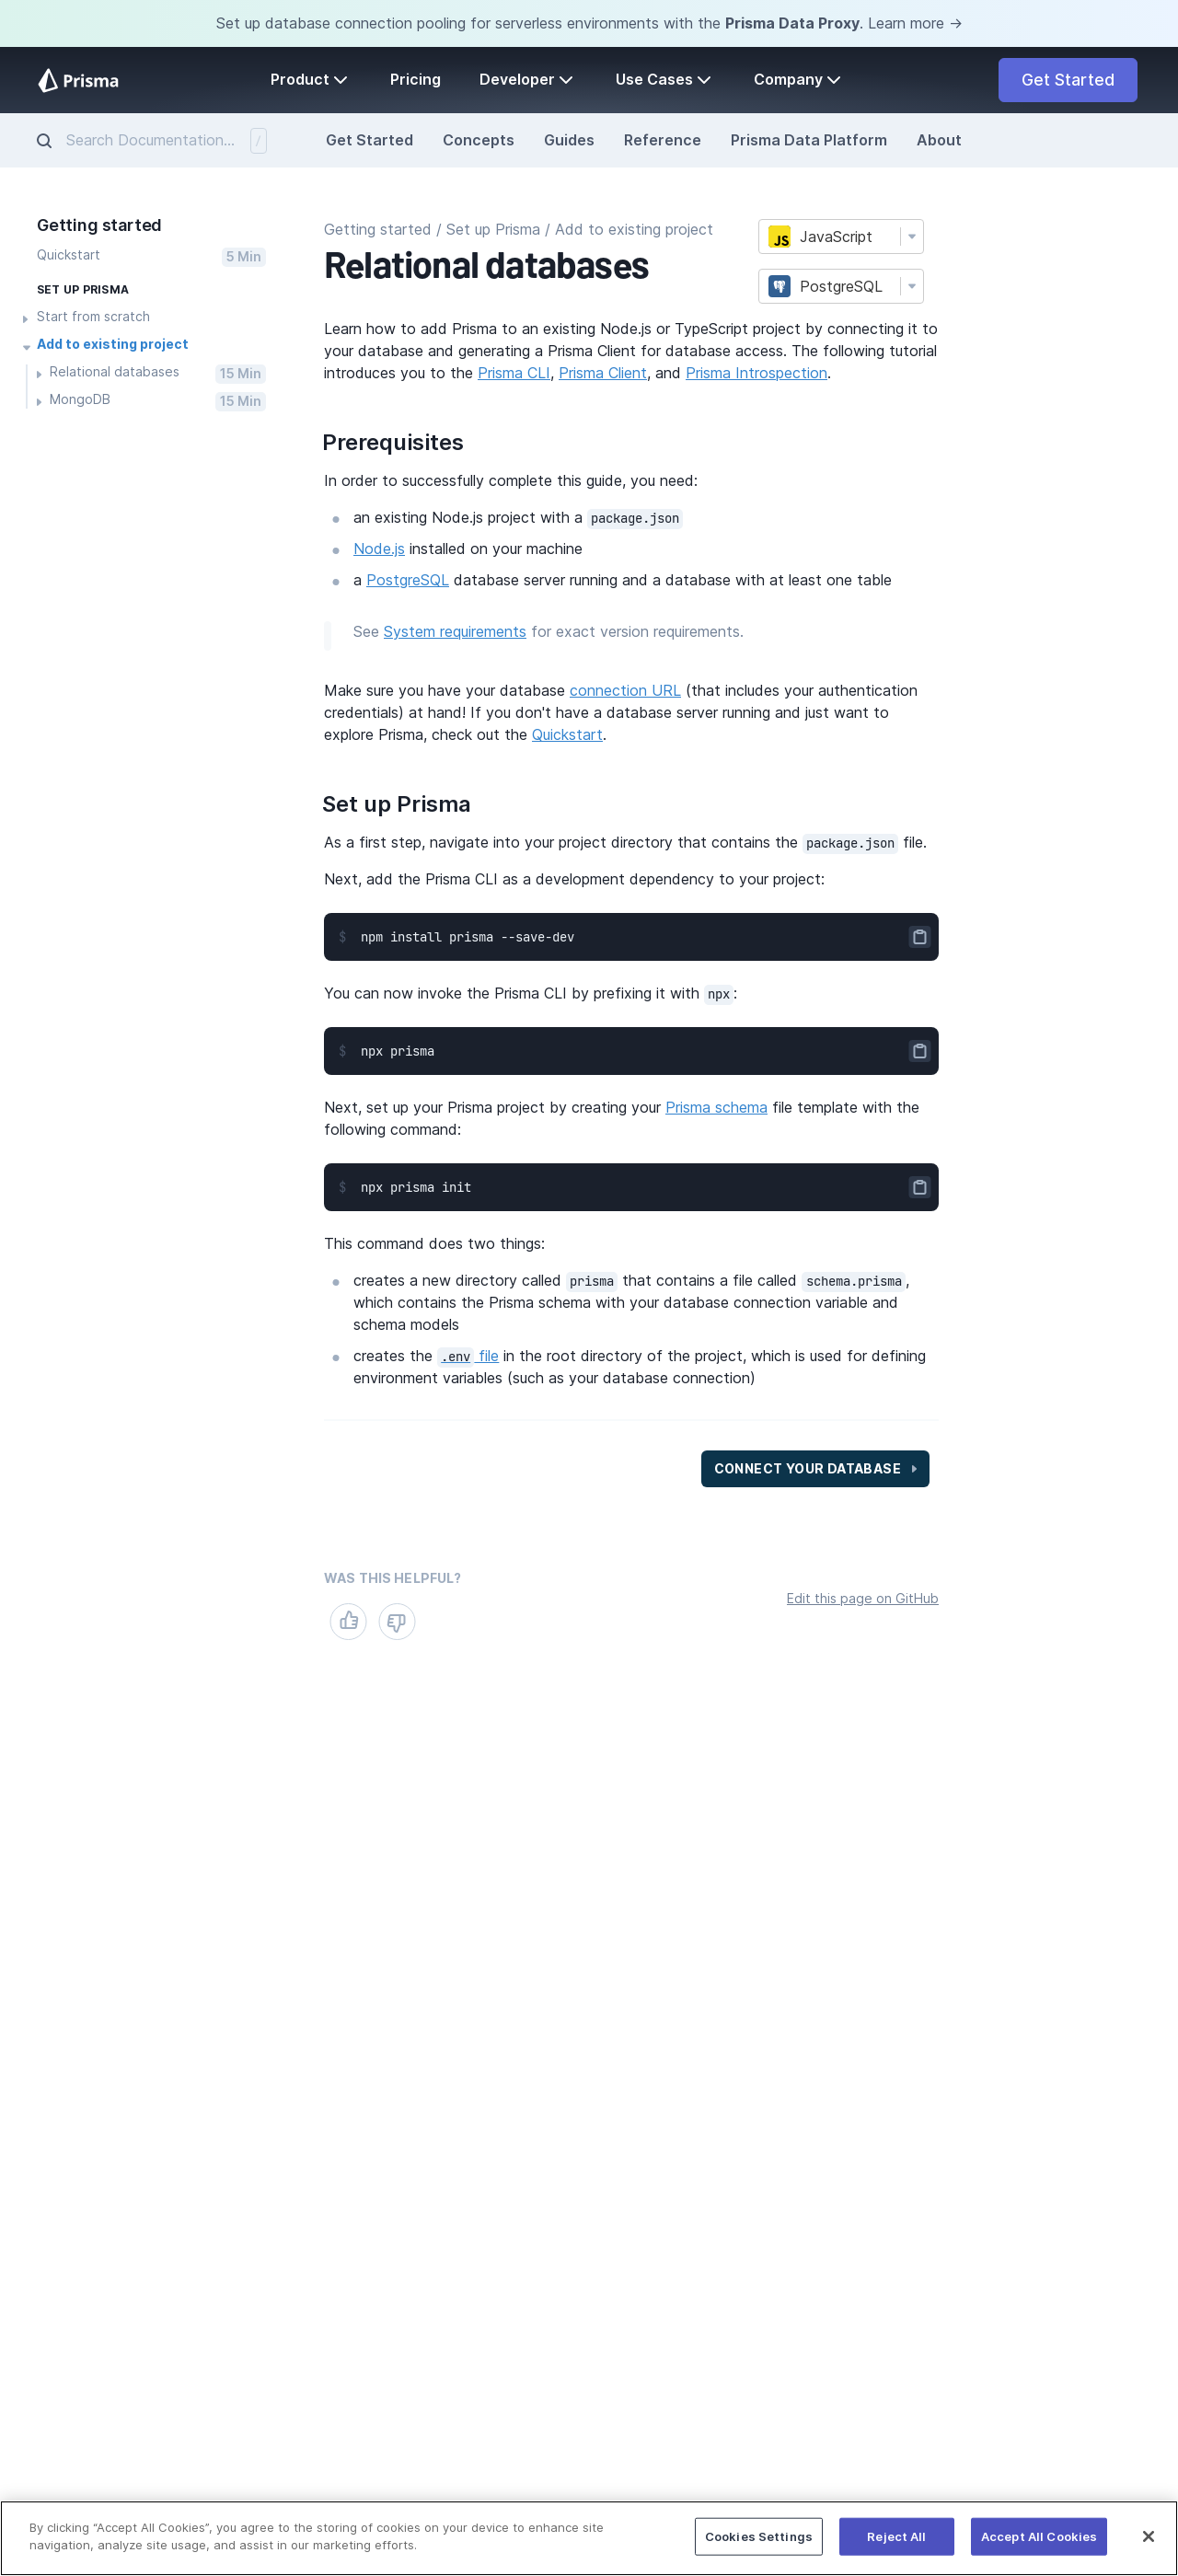 Set up database connection pooling for serverless environments with the Prisma Data Proxy. Learn more →
Prisma
Product
Pricing
Developer
Use Cases
Company
Get Started
Search Documentation...
/
Get Started
Concepts
Guides
Reference
Prisma Data Platform
About
Getting started
Quickstart
5 Min
SET UP PRISMA
Start from scratch
Add to existing project
Relational databases
15 Min
MongoDB
15 Min
Getting started / Set up Prisma / Add to existing project
Relational databases
JS
JavaScript
PostgreSQL
Learn how to add Prisma to an existing Node.js or TypeScript project by connecting it to
your database and generating a Prisma Client for database access. The following tutorial
introduces you to the Prisma CLI, Prisma Client, and Prisma Introspection.
Prerequisites
In order to successfully complete this guide, you need:
an existing Node.js project with a package.json
Node.js installed on your machine
a PostgreSQL database server running and a database with at least one table
See System requirements for exact version requirements.
Make sure you have your database connection URL (that includes your authentication
credentials) at hand! If you don't have a database server running and just want to
explore Prisma, check out the Quickstart.
Set up Prisma
As a first step, navigate into your project directory that contains the package.json file.
Next, add the Prisma CLI as a development dependency to your project:
$ npm install prisma --save-dev
You can now invoke the Prisma CLI by prefixing it with npx:
$ npx prisma
Next, set up your Prisma project by creating your Prisma schema file template with the
following command:
$ npx prisma init
This command does two things:
creates a new directory called prisma that contains a file called schema.prisma,
which contains the Prisma schema with your database connection variable and
schema models
creates the .env file in the root directory of the project, which is used for defining
environment variables (such as your database connection)
CONNECT YOUR DATABASE
WAS THIS HELPFUL?
Edit this page on GitHub
By clicking “Accept All Cookies”, you agree to the storing of cookies on your device to enhance site
navigation, analyze site usage, and assist in our marketing efforts.
Cookies Settings
Reject All
Accept All Cookies